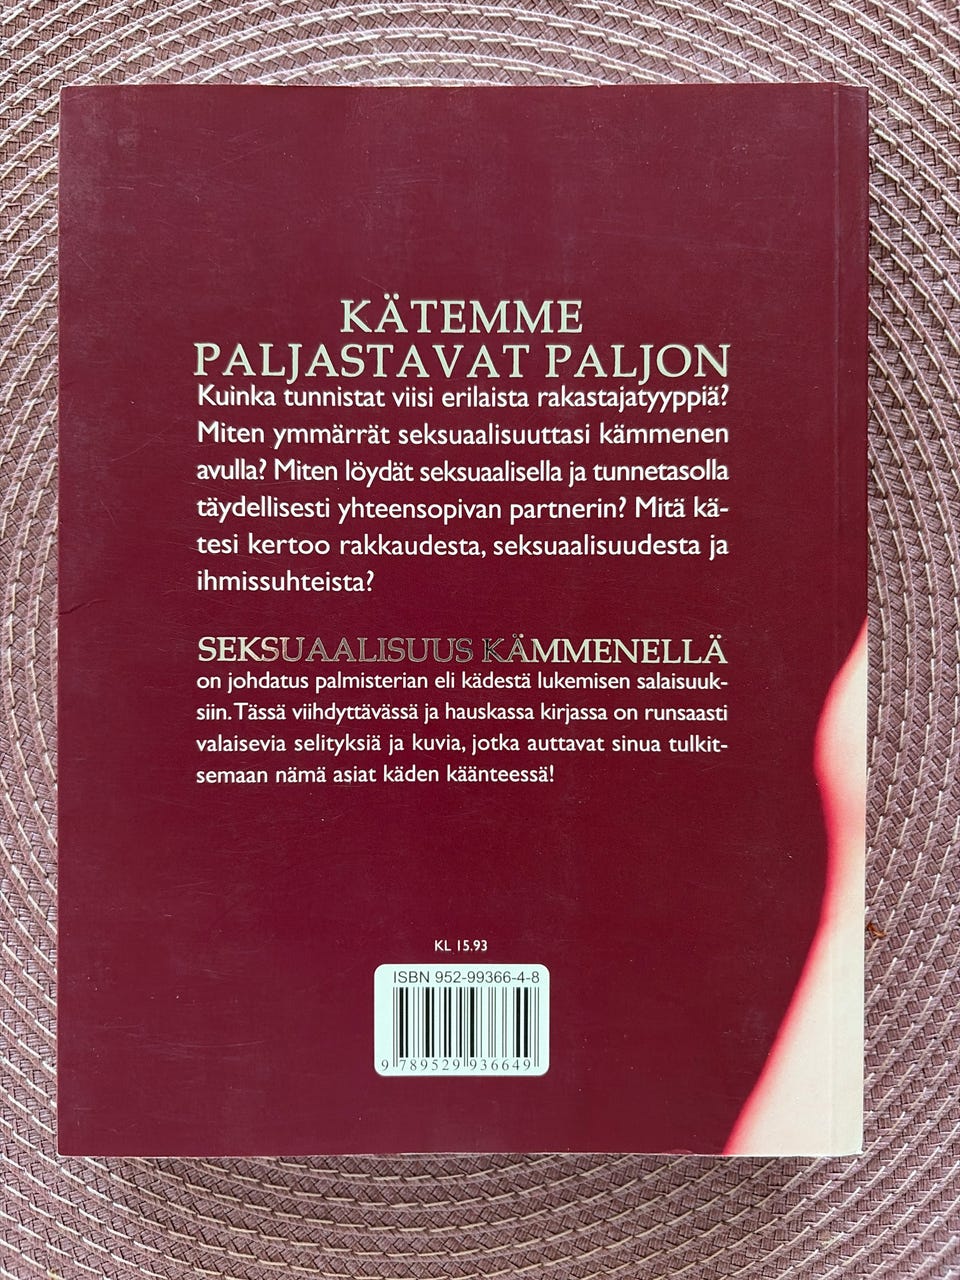 KÄTEMME
PALJASTAVAT PALJON
Kuinka tunnistat viisi erilaista rakastajatyyppiä?
Miten ymmärrät seksuaalisuuttasi kämmenen
avulla? Miten löydät seksuaalisella ja tunnetasolla
täydellisesti yhteensopivan partnerin? Mitä kä-
tesi kertoo rakkaudesta, seksuaalisuudesta ja
ihmissuhteista?
SEKSUAALISUUS KÄMMENELLÄ
on johdatus palmisterian eli kädestä lukemisen salaisuuk-
siin. Tässä viihdyttävässä ja hauskassa kirjassa on runsaasti
valaisevia selityksiä ja kuvia, jotka auttavat sinua tulkit-
semaan nämä asiat käden käänteessä!
KL 15.93
ISBN 952-99366-4-8
9 789529 936649